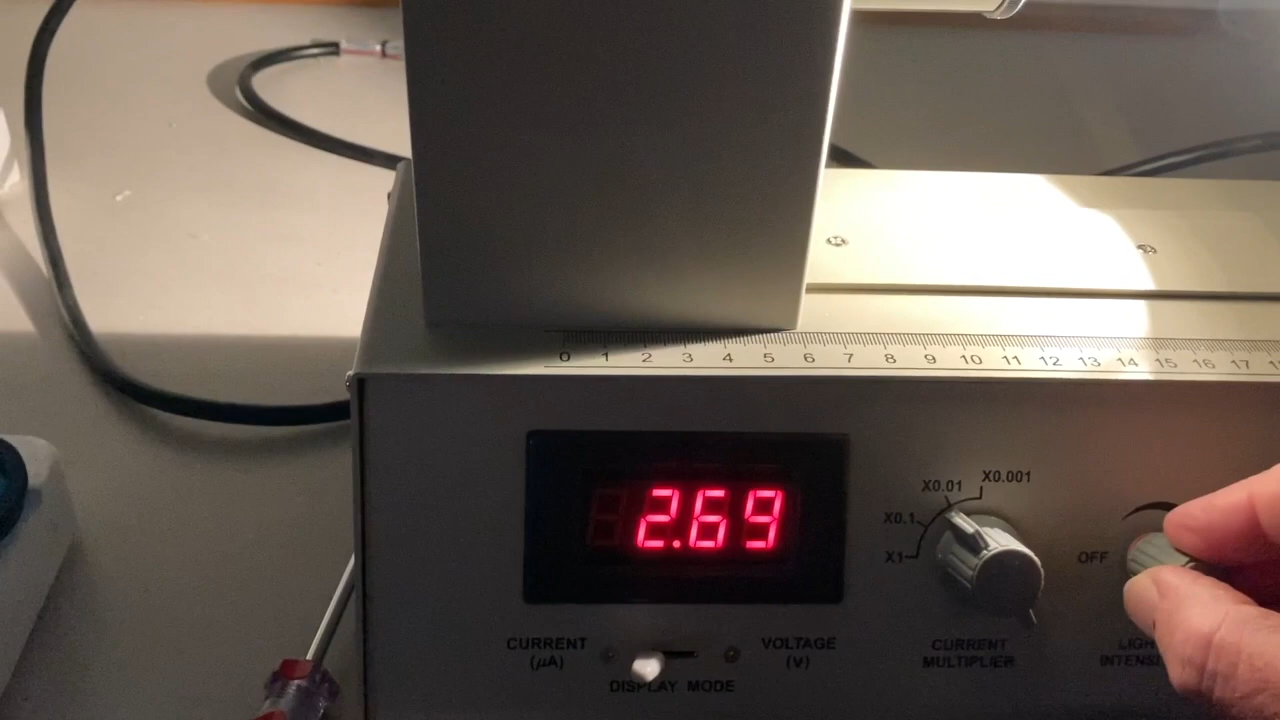 0 1 2 3 4 5 6 7 8 9 10 11 12 13 14 15 16 17
2.69
X0.001
X0.01
X0.1
X1
OFF
CURRENT
(μA)
VOLTAGE
(V)
DISPLAY MODE
CURRENT
MULTIPLIER